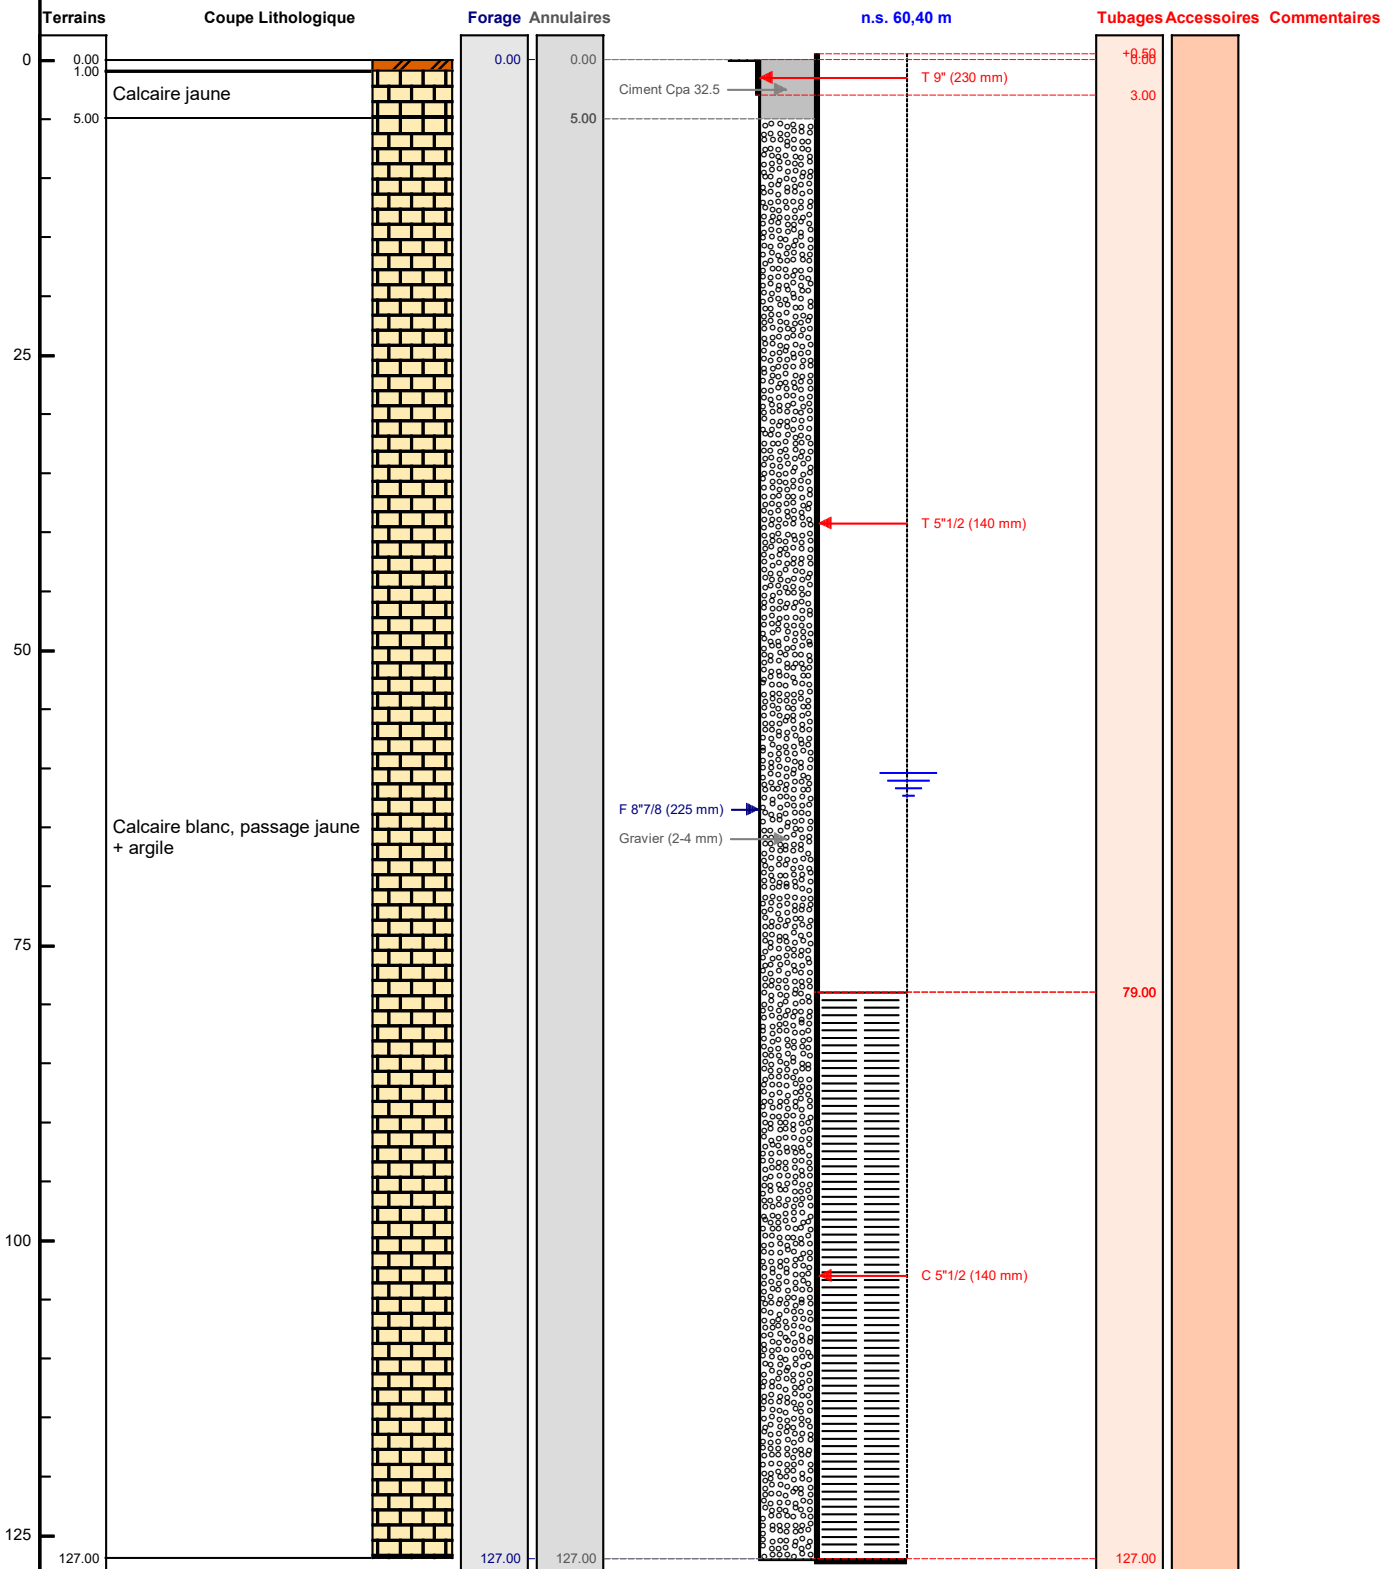 Terrains Coupe Lithologique Forage Annulaires n.s. 60,40 m Tubages Accessoires Commentaires
+0.50
0 0.00 0.00 0.00 0.00
1.00 T 9" (230 mm)
Calcaire jaune Ciment Cpa 32.5 3.00
5.00 5.00
25
T 5"1/2 (140 mm)
50
F 8"7/8 (225 mm)
Calcaire blanc, passage jaune
+ argile
Gravier (2-4 mm)
75
79.00
100
C 5"1/2 (140 mm)
125
127.00 127.00 127.00 127.00